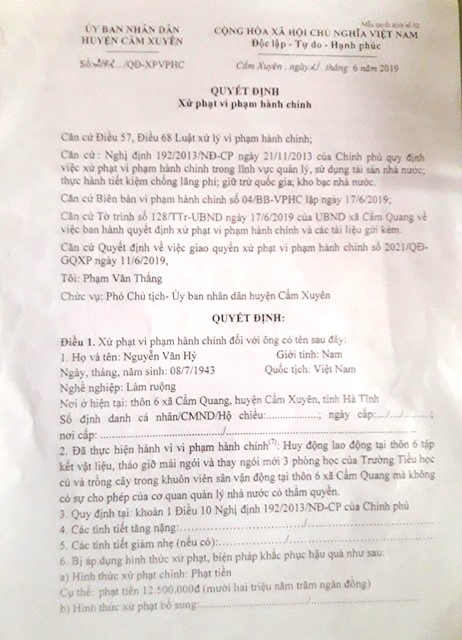 Mẫu quyết định số 02
ỦY BAN NHÂN DÂN
HUYỆN CẨM XUYÊN
CỘNG HÒA XÃ HỘI CHỦ NGHĨA VIỆT NAM
Độc lập - Tự do - Hạnh phúc
Số: /QĐ-XPVPHC
Cẩm Xuyên, ngày 21 tháng 6 năm 2019
QUYẾT ĐỊNH
Xử phạt vi phạm hành chính
Căn cứ Điều 57, Điều 68 Luật xử lý vi phạm hành chính;
Căn cứ : Nghị định 192/2013/NĐ-CP ngày 21/11/2013 của Chính phủ quy định
việc xử phạt vi phạm hành chính trong lĩnh vực quản lý, sử dụng tài sản nhà nước;
thực hành tiết kiệm chống lãng phí; giữ trữ quốc gia; kho bạc nhà nước.
Căn cứ Biên bản vi phạm hành chính số 04/BB-VPHC lập ngày 17/6/2019;
Căn cứ Tờ trình số 128/TTr-UBND ngày 17/6/2019 của UBND xã Cẩm Quang về
việc ban hành quyết định xử phạt vi phạm hành chính và các tài liệu gửi kèm.
Căn cứ Quyết định về việc giao quyền xử phạt vi phạm hành chính số 2021/QĐ-
GQXP ngày 11/6/2019,
Tôi: Phạm Văn Thắng
Chức vụ: Phó Chủ tịch- Ủy ban nhân dân huyện Cẩm Xuyên
QUYẾT ĐỊNH:
Điều 1. Xử phạt vi phạm hành chính đối với ông có tên sau đây:
1. Họ và tên: Nguyễn Văn Hỷ Giới tính: Nam
Ngày, tháng, năm sinh: 08/7/1943 Quốc tịch: Việt Nam
Nghề nghiệp: Làm ruộng
Nơi ở hiện tại: thôn 6 xã Cẩm Quang, huyện Cẩm Xuyên, tỉnh Hà Tĩnh
Số định danh cá nhân/CMND/Hộ chiếu:..................; ngày cấp:.../.../..........;
nơi cấp: ......................../........................
2. Đã thực hiện hành vi vi phạm hành chính(7): Huy động lao động tại thôn 6 tập
kết vật liệu, tháo giỡ mái ngói và thay ngói mới 3 phòng học của Trường Tiểu học
cũ và trồng cây trong khuôn viên sân vận động tại thôn 6 xã Cẩm Quang mà không
có sự cho phép của cơ quan quản lý nhà nước có thẩm quyền.
3. Quy định tại: khoản 1 Điều 10 Nghị định 192/2013/NĐ-CP của Chính phủ
4. Các tình tiết tăng nặng:........................./........................
5. Các tình tiết giảm nhẹ (nếu có):................/........................
6. Bị áp dụng hình thức xử phạt, biện pháp khắc phục hậu quả như sau:
a) Hình thức xử phạt chính: Phạt tiền
Cụ thể: phạt tiền 12.500.000đ (mười hai triệu năm trăm ngàn đồng)
b) Hình thức xử phạt bổ sung:................./........................